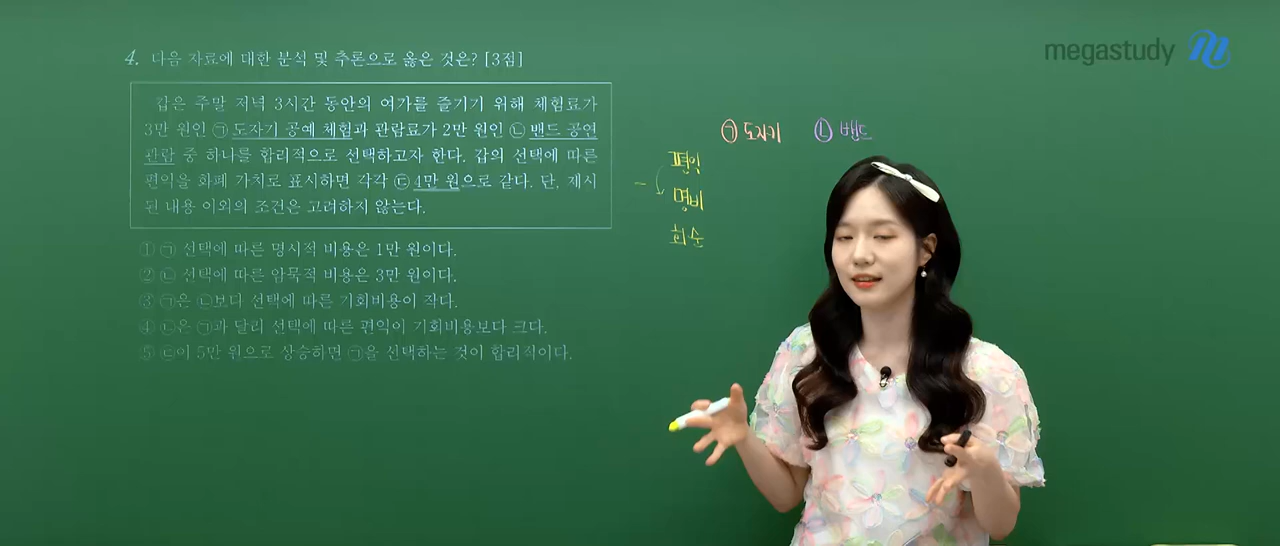 4. 다음 자료에 대한 분석 및 추론으로 옳은 것은? [3점]
갑은 주말 저녁 3시간 동안의 여가를 즐기기 위해 체험료가
3만 원인 ㉠ 도자기 공예 체험과 관람료가 2만 원인 ㉡ 밴드 공연
관람 중 하나를 합리적으로 선택하고자 한다. 갑의 선택에 따른
편익을 화폐 가치로 표시하면 각각 ㉢ 4만 원으로 같다. 단, 제시
된 내용 이외의 조건은 고려하지 않는다.
① ㉠ 선택에 따른 명시적 비용은 1만 원이다.
② ㉡ 선택에 따른 암묵적 비용은 3만 원이다.
③ ㉠은 ㉡보다 선택에 따른 기회비용이 작다.
④ ㉡은 ㉠과 달리 선택에 따른 편익이 기회비용보다 크다.
⑤ ㉢이 5만 원으로 상승하면 ㉠을 선택하는 것이 합리적이다.
megastudy
㉠ 도자기 ㉡ 밴드
편익
- 명비
순